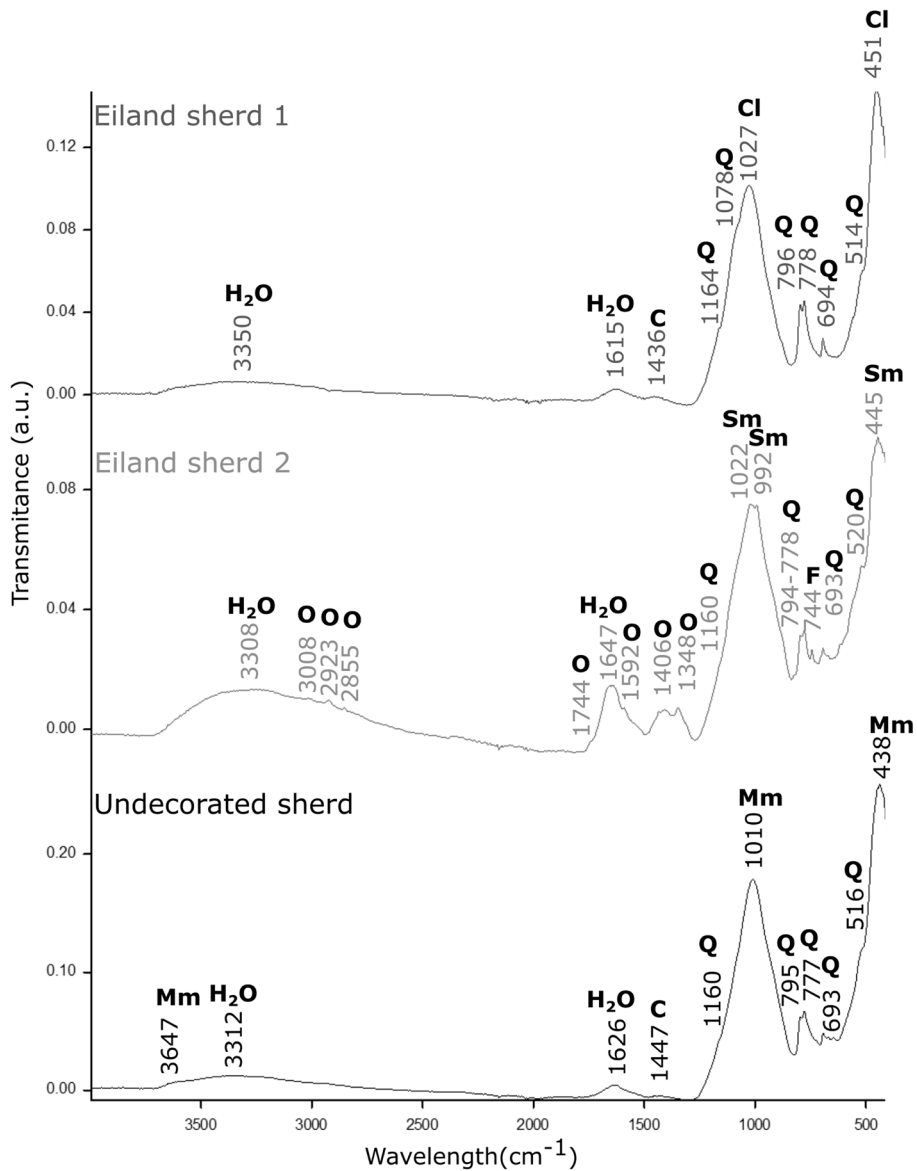 Cl
451
Eiland sherd 1
0.12
0.08
0.04
0.00
H2O
3350
H2O
1615
C
1436
Q
1164
Q
1078
Cl
1027
Q
796
Q
778
Q
694
Q
514
Sm
445
Eiland sherd 2
0.08
0.04
0.00
H2O
3308
O
3008
O
2923
O
2855
O
1744
H2O
1647
O
1592
O
1406
O
1348
Q
1160
Sm
1022
Sm
992
Q
794-778
F
744
Q
693
Q
520
Mm
438
Undecorated sherd
0.20
0.10
0.00
Mm
3647
H2O
3312
H2O
1626
C
1447
Q
1160
Mm
1010
Q
795
Q
777
Q
693
Q
516
Transmitance (a.u.)
3500 3000 2500 2000 1500 1000 500
Wavelength(cm-1)